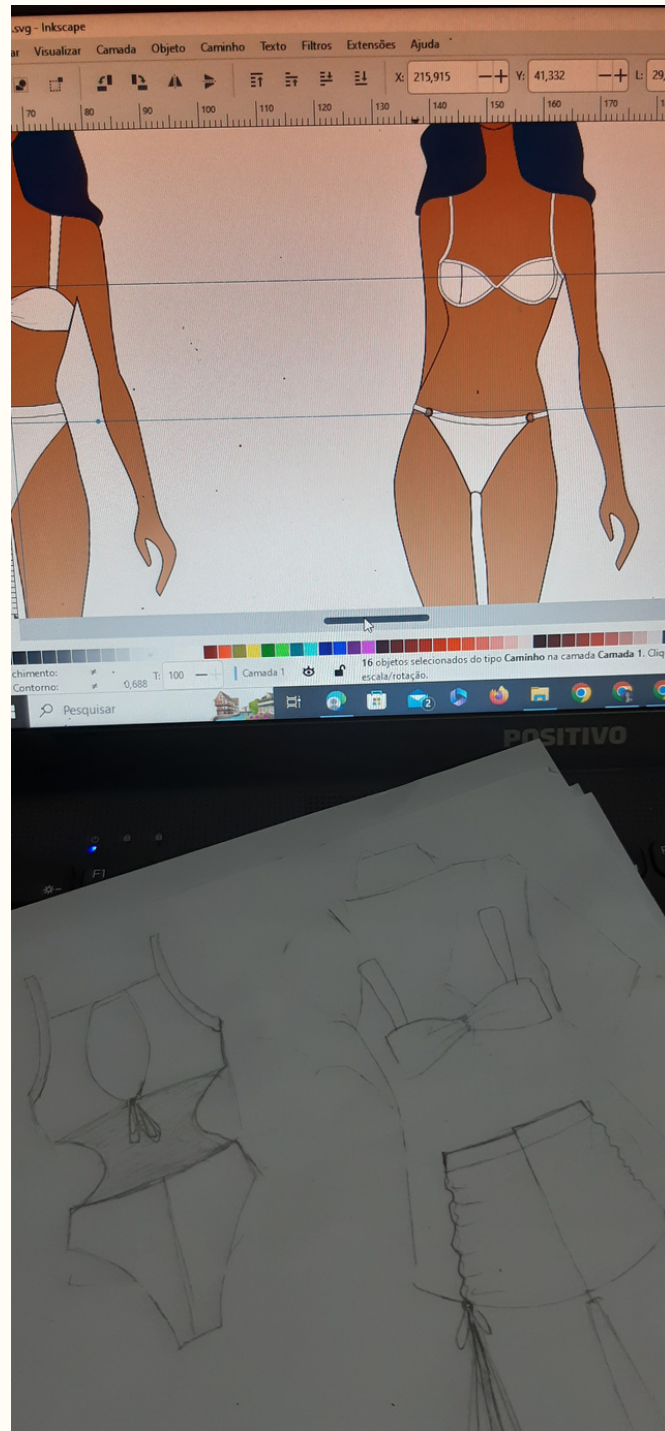 .svg - Inkscape
Visualizar Camada Objeto Caminho Texto Filtros Extensões Ajuda
X: 215,915 Y: 41,332 L: 29,
70 80 90 100 110 120 130 140 150 160 170
chimento: T: 100 Camada 1 16 objetos selecionados do tipo Caminho na camada Camada 1. Cliq
Contorno: 0,688 escala/rotação.
Pesquisar 2
POSITIVO
F1